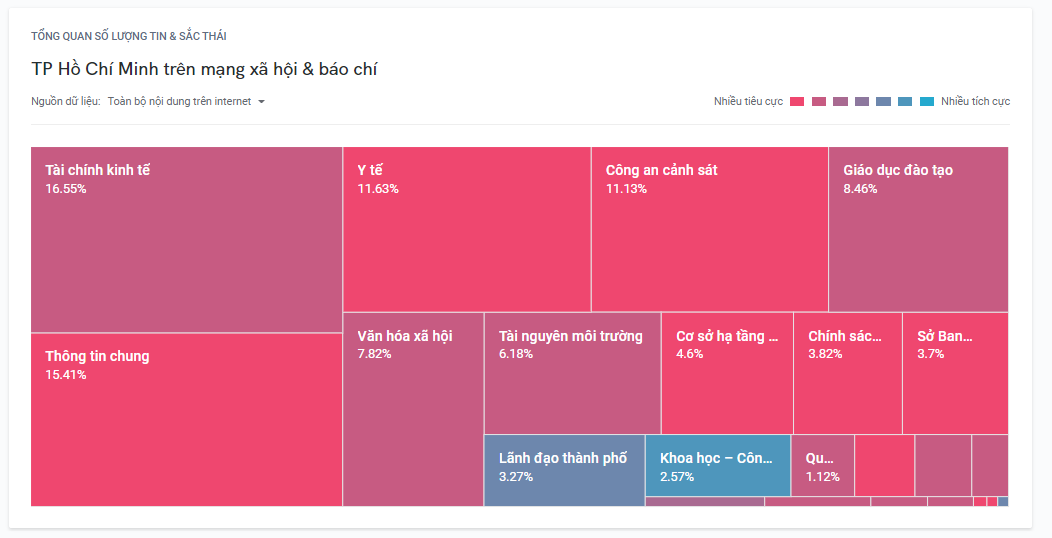 TỔNG QUAN SỐ LƯỢNG TIN & SẮC THÁI
TP Hồ Chí Minh trên mạng xã hội & báo chí
Nguồn dữ liệu: Toàn bộ nội dung trên internet
Nhiều tiêu cực
Nhiều tích cực
Tài chính kinh tế
16.55%
Y tế
11.63%
Công an cảnh sát
11.13%
Giáo dục đào tạo
8.46%
Thông tin chung
15.41%
Văn hóa xã hội
7.82%
Tài nguyên môi trường
6.18%
Cơ sở hạ tầng ...
4.6%
Chính sác...
3.82%
Sở Ban...
3.7%
Lãnh đạo thành phố
3.27%
Khoa học – Côn...
2.57%
Qu...
1.12%